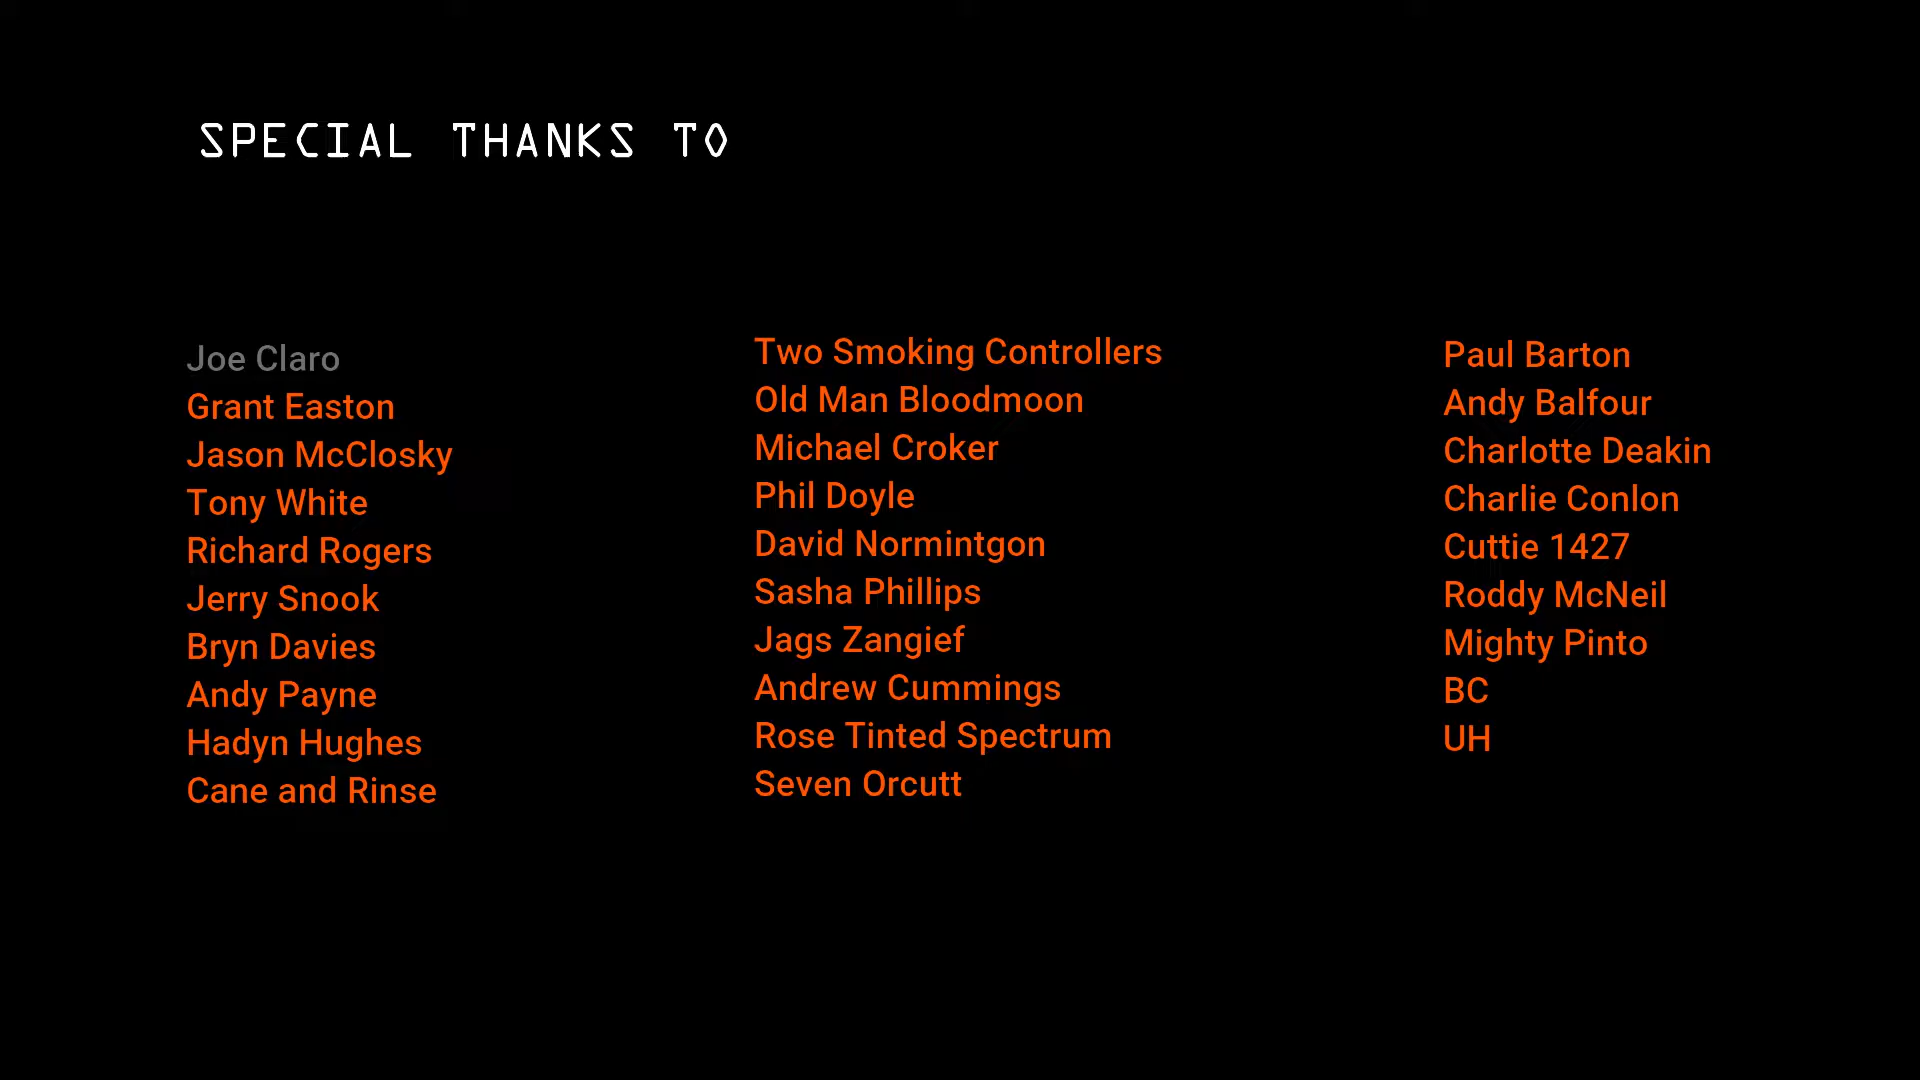 SPECIAL THANKS TO
Joe Claro
Grant Easton
Jason McClosky
Tony White
Richard Rogers
Jerry Snook
Bryn Davies
Andy Payne
Hadyn Hughes
Cane and Rinse
Two Smoking Controllers
Old Man Bloodmoon
Michael Croker
Phil Doyle
David Normintgon
Sasha Phillips
Jags Zangief
Andrew Cummings
Rose Tinted Spectrum
Seven Orcutt
Paul Barton
Andy Balfour
Charlotte Deakin
Charlie Conlon
Cuttie 1427
Roddy McNeil
Mighty Pinto
BC
UH